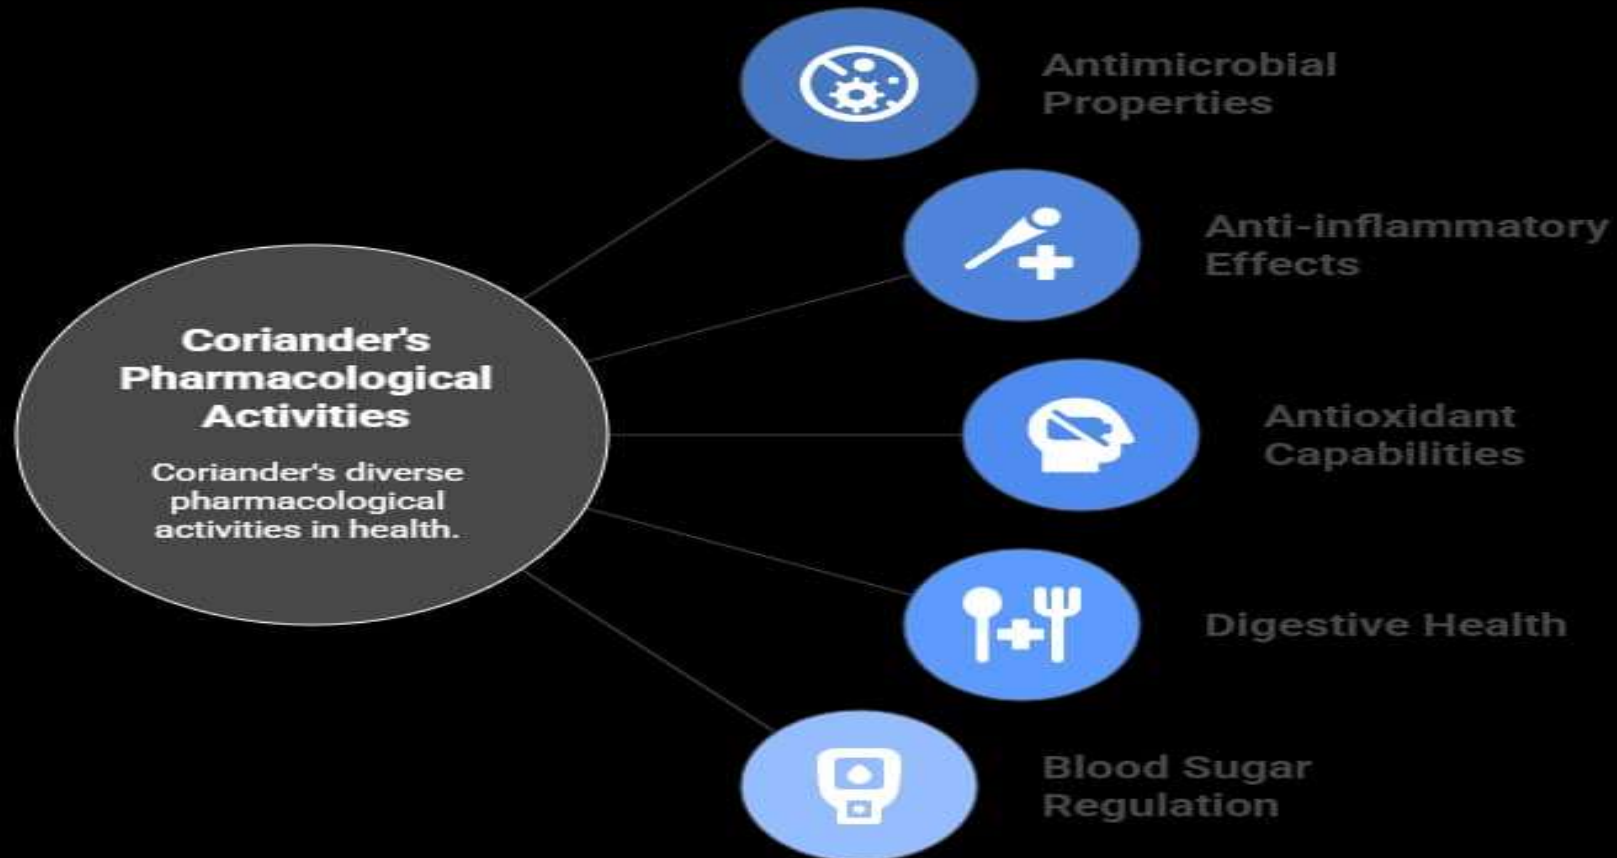 Coriander's
Pharmacological
Activities
Coriander's diverse
pharmacological
activities in health.
Antimicrobial
Properties
Anti-inflammatory
Effects
Antioxidant
Capabilities
Digestive Health
Blood Sugar
Regulation